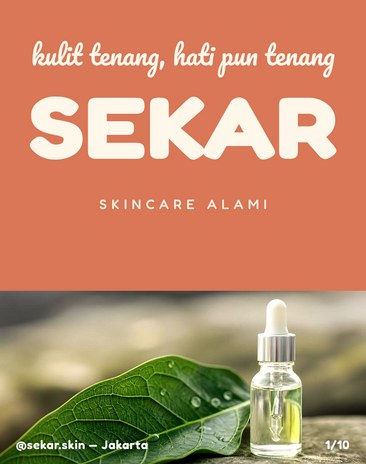 kulit tenang, hati pun tenang
SEKAR
SKINCARE ALAMI
@sekar.skin — Jakarta
1/10